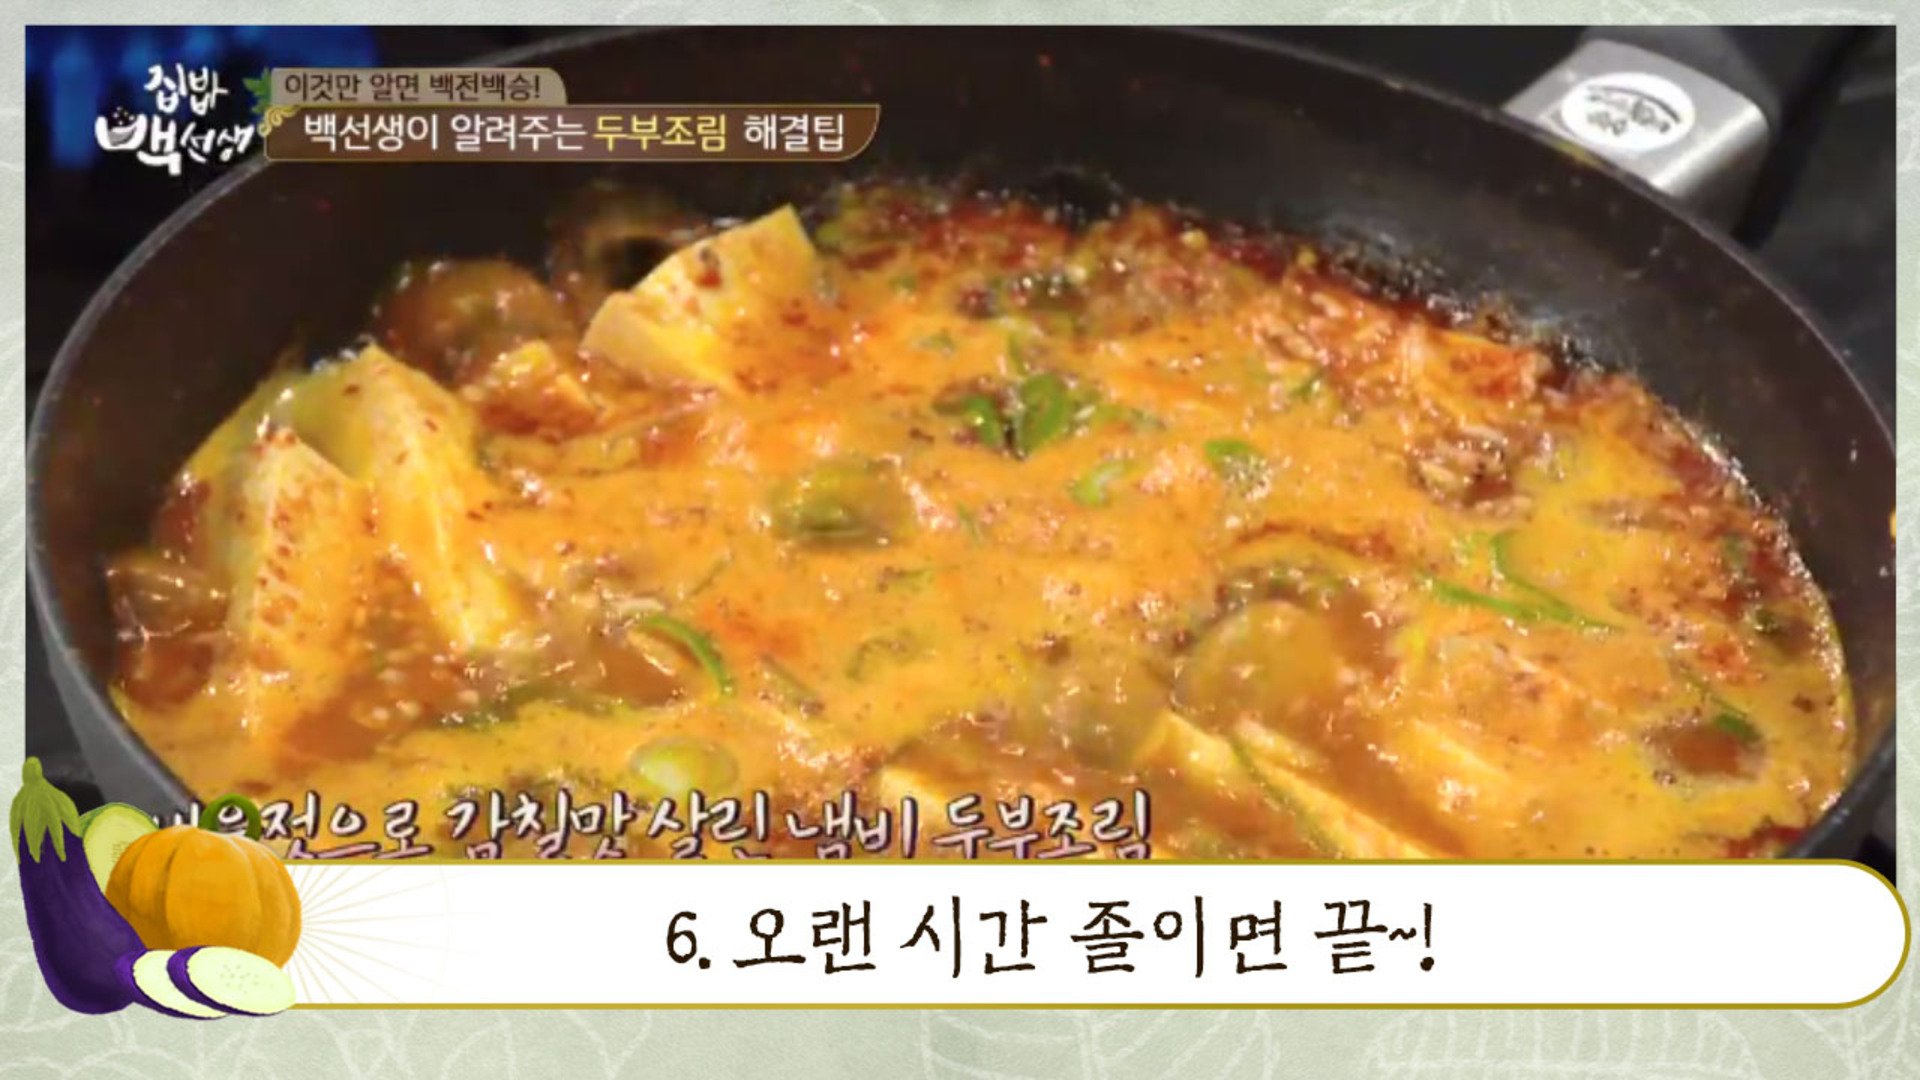 집밥
백선생
이것만 알면 백전백승!
백선생이 알려주는 두부조림 해결팁
감칠맛 살린 냄비 두부조림
6. 오랜 시간 졸이면 끝~!